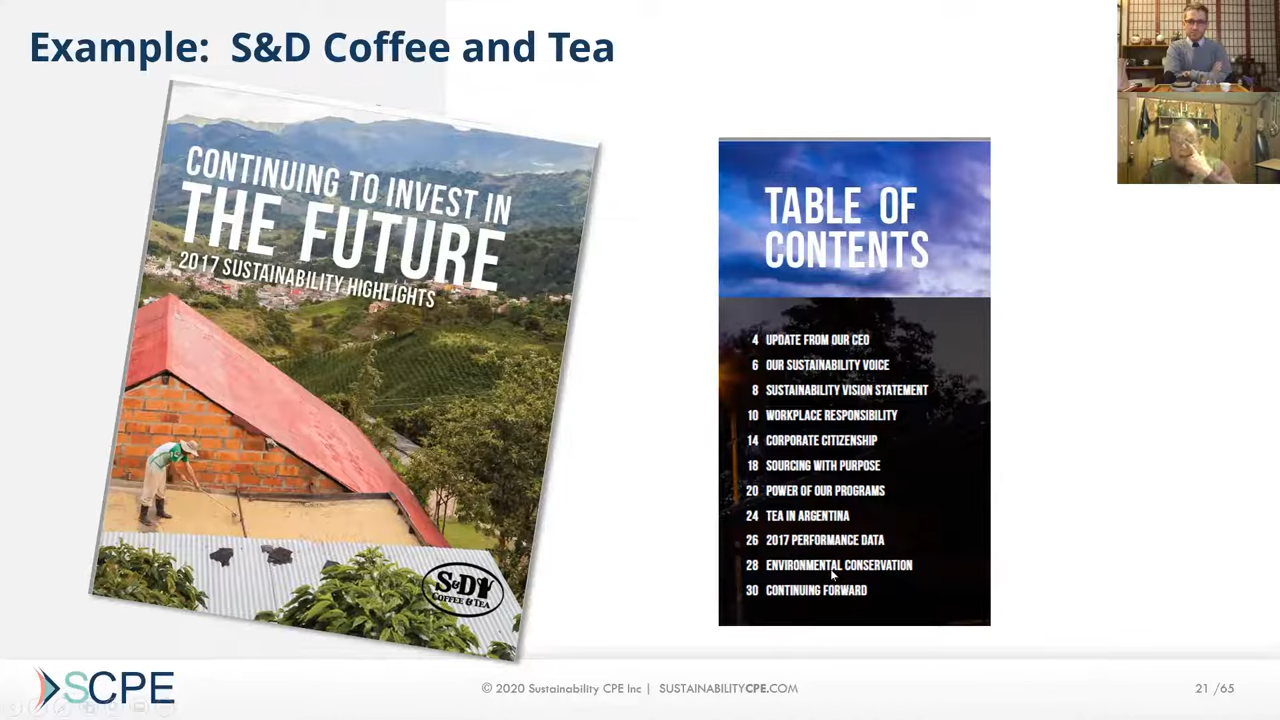 Example: S&D Coffee and Tea
CONTINUING TO INVEST IN
THE FUTURE
2017 SUSTAINABILITY HIGHLIGHTS
S&D
COFFEE & TEA
TABLE OF
CONTENTS
4 UPDATE FROM OUR CEO
6 OUR SUSTAINABILITY VOICE
8 SUSTAINABILITY VISION STATEMENT
10 WORKPLACE RESPONSIBILITY
14 CORPORATE CITIZENSHIP
18 SOURCING WITH PURPOSE
20 POWER OF OUR PROGRAMS
24 TEA IN ARGENTINA
26 2017 PERFORMANCE DATA
28 ENVIRONMENTAL CONSERVATION
30 CONTINUING FORWARD
SCPE
© 2020 Sustainability CPE Inc | SUSTAINABILITYCPE.COM
21 /65